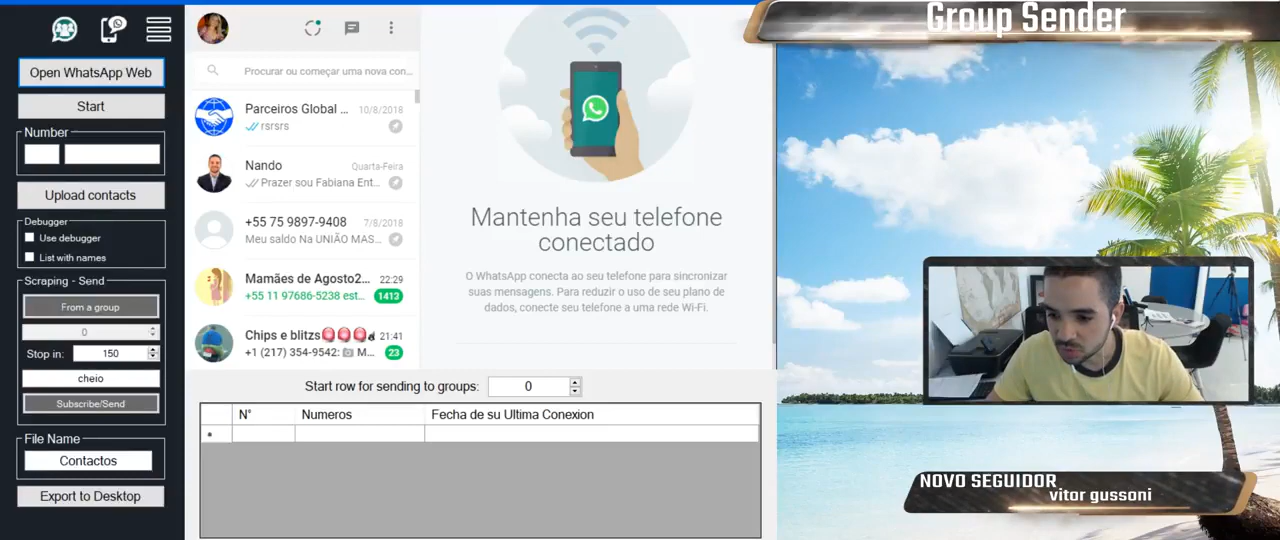 Group Sender
Open WhatsApp Web
Start
Number
Upload contacts
Debugger
Use debugger
List with names
Scraping - Send
From a group
0
Stop in: 150
cheio
Subscribe/Send
File Name
Contactos
Export to Desktop
Procurar ou começar uma nova con...
Parceiros Global ... 10/8/2018
rsrsrs
Nando Quarta-Feira
Prazer sou Fabiana Ent...
+55 75 9897-9408 7/8/2018
Meu saldo Na UNIÃO MAS...
Mamães de Agosto2... 22:29
+55 11 97686-5238 est... 1413
Chips e blitzs 21:41
+1 (217) 354-9542: M... 23
Mantenha seu telefone
conectado
O WhatsApp conecta ao seu telefone para sincronizar
suas mensagens. Para reduzir o uso de seu plano de
dados, conecte seu telefone a uma rede Wi-Fi.
Start row for sending to groups: 0
N° Numeros Fecha de su Ultima Conexion
NOVO SEGUIDOR
vitor gussoni